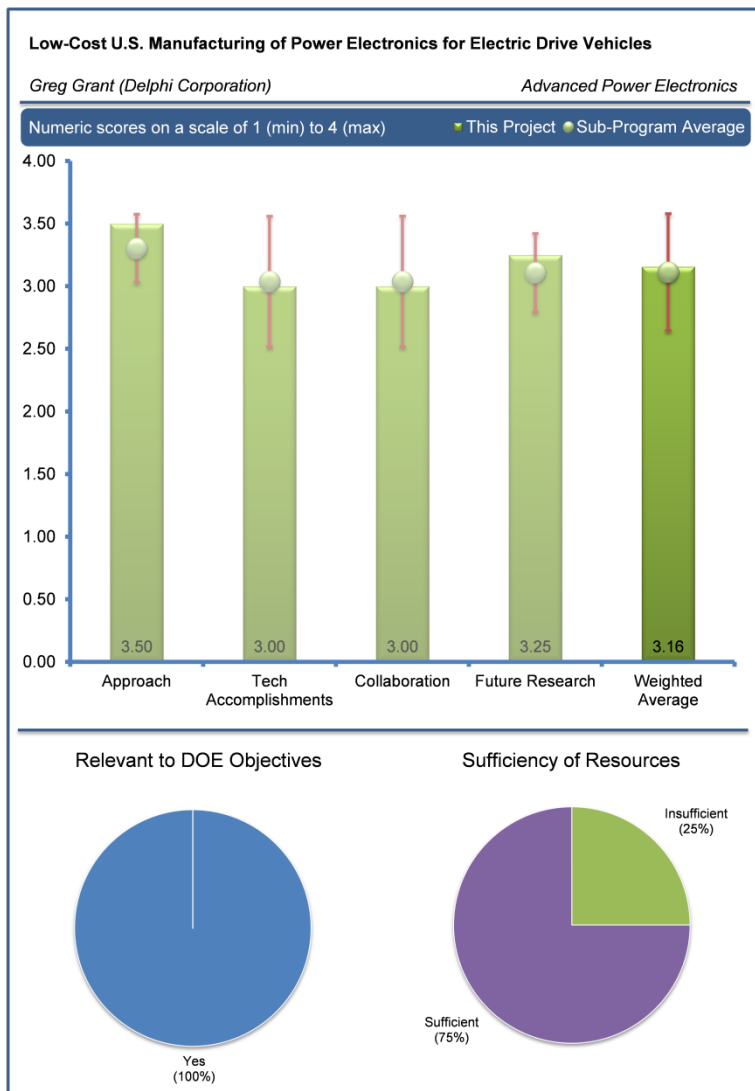 Low-Cost U.S. Manufacturing of Power Electronics for Electric Drive Vehicles
Greg Grant (Delphi Corporation) Advanced Power Electronics
Numeric scores on a scale of 1 (min) to 4 (max) This Project Sub-Program Average
4.00
3.50
3.00
2.50
2.00
1.50
1.00
0.50
0.00
3.50 3.00 3.00 3.25 3.16
Approach Tech Collaboration Future Research Weighted
Accomplishments Average
Relevant to DOE Objectives Sufficiency of Resources
Insufficient
(25%)
Sufficient
(75%)
Yes
(100%)